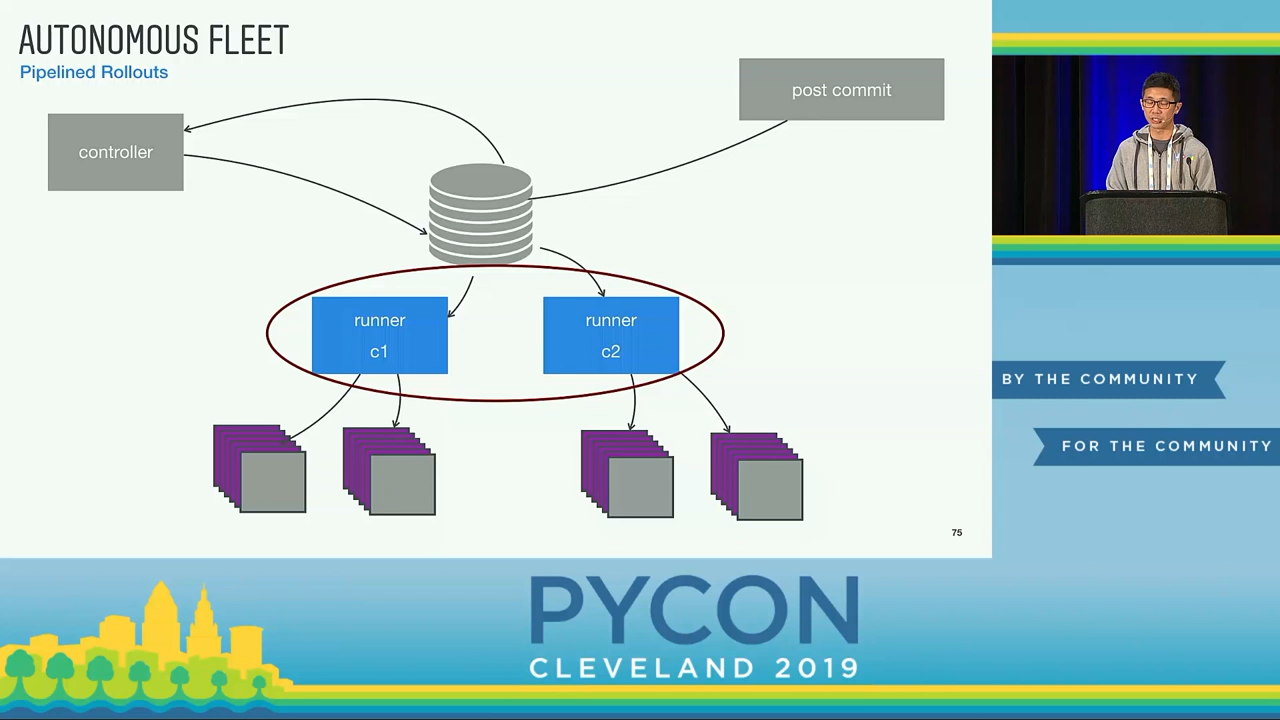 AUTONOMOUS FLEET
Pipelined Rollouts
post commit
controller
runner
c1
runner
c2
75
BY THE COMMUNITY
FOR THE COMMUNITY
PYCON
CLEVELAND 2019